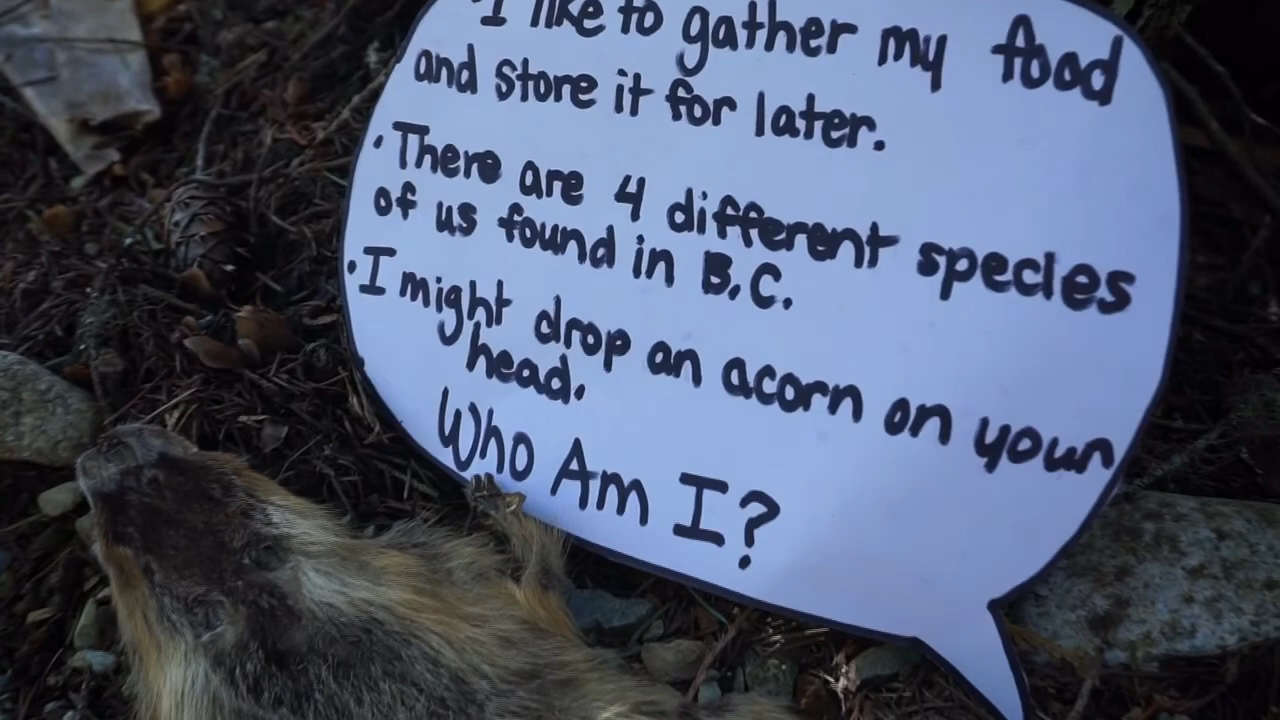 · I like to gather my food
and store it for later.
· There are 4 different species
of us found in B.C.
· I might drop an acorn on your
head.
Who Am I?